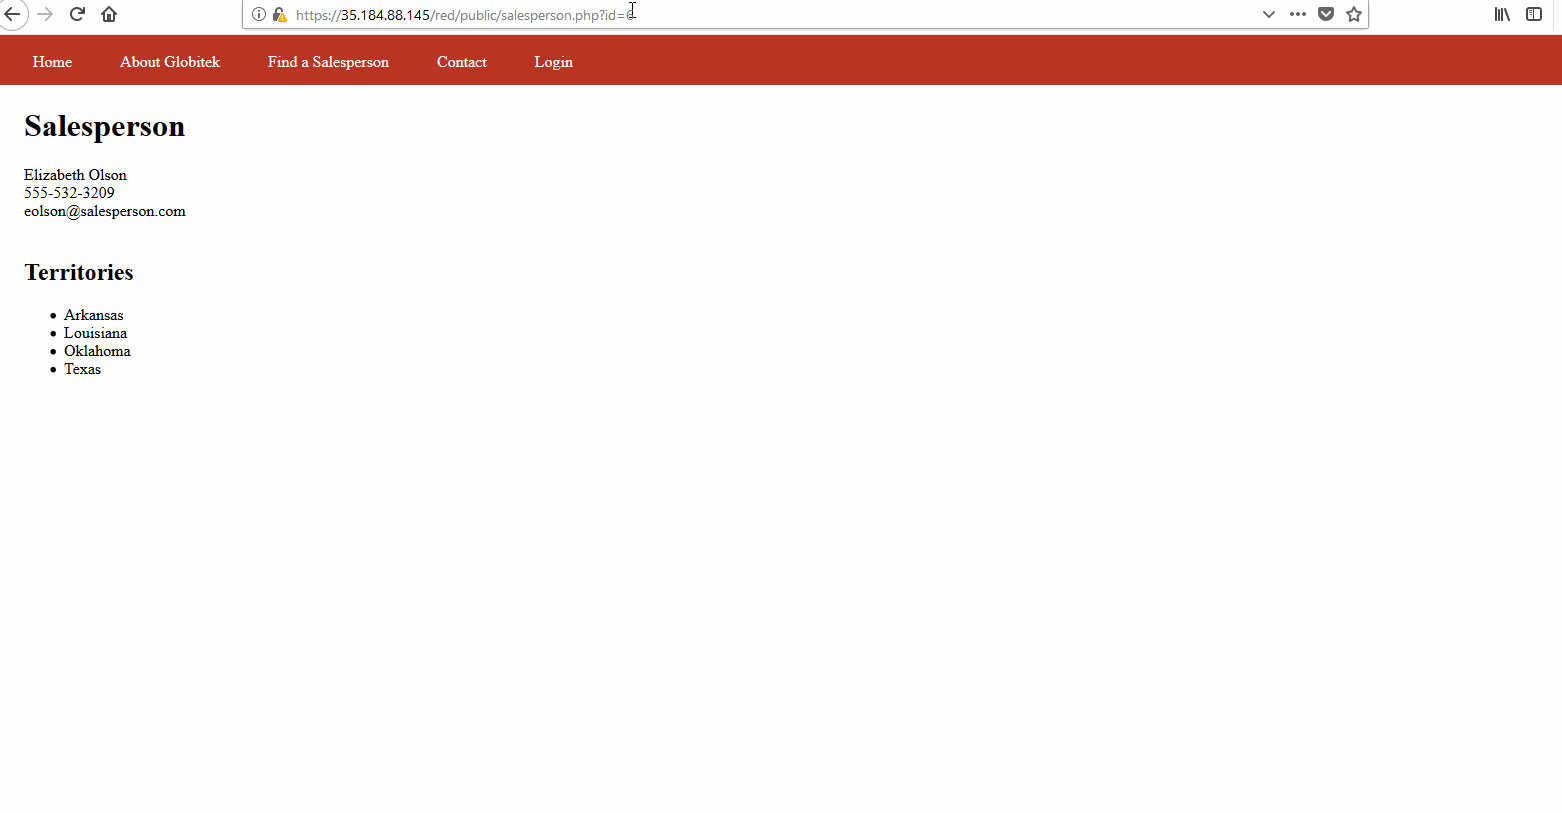 https://35.184.88.145/red/public/salesperson.php?id=
Home About Globitek Find a Salesperson Contact Login
Salesperson
Elizabeth Olson
555-532-3209
eolson@salesperson.com
Territories
Arkansas
Louisiana
Oklahoma
Texas